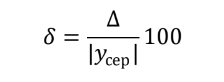 δ = Δ / |y_сер| 100